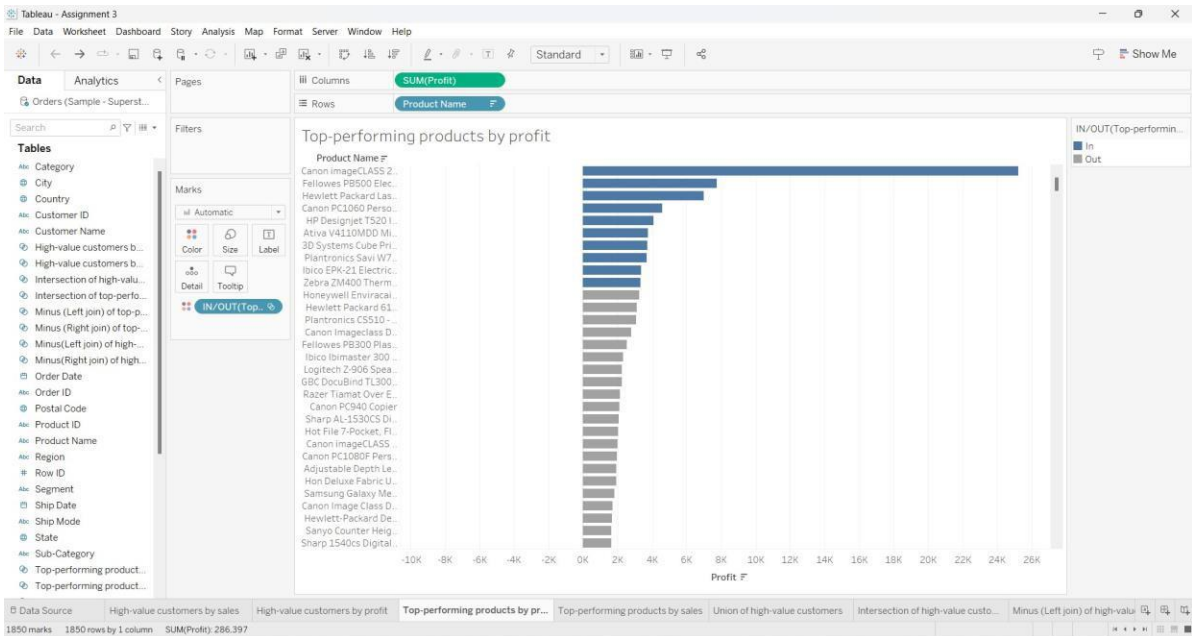 Tableau - Assignment 3
File Data Worksheet Dashboard Story Analysis Map Format Server Window Help
Standard
Show Me
Data Analytics
Orders (Sample - Superst...
Search
Tables
Abc Category
City
Country
Abc Customer ID
Abc Customer Name
High-value customers b...
High-value customers b...
Intersection of high-valu...
Intersection of top-perfo...
Minus (Left join) of top-p...
Minus (Right join) of top-...
Minus(Left join) of high-...
Minus(Right join) of high...
Order Date
Abc Order ID
Postal Code
Abc Product ID
Abc Product Name
Abc Region
# Row ID
Abc Segment
Ship Date
Abc Ship Mode
State
Abc Sub-Category
Top-performing product...
Top-performing product...
Pages
Filters
Marks
Automatic
Color Size Label
Detail Tooltip
IN/OUT(Top..
Columns SUM(Profit)
Rows Product Name
Top-performing products by profit
Product Name
Canon imageCLASS 2..
Fellowes PB500 Elec..
Hewlett Packard Las..
Canon PC1060 Perso..
HP Designjet T520 I..
Ativa V4110MDD Mi..
3D Systems Cube Pri..
Plantronics Savi W7..
Ibico EPK-21 Electric..
Zebra ZM400 Therm..
Honeywell Enviracai..
Hewlett Packard 61..
Plantronics CS510 -..
Canon Imageclass D..
Fellowes PB300 Plas..
Ibico Ibimaster 300 ..
Logitech Z-906 Spea..
GBC DocuBind TL300..
Razer Tiamat Over E..
Canon PC940 Copier
Sharp AL-1530CS Di..
Hot File 7-Pocket, Fl..
Canon imageCLASS ..
Canon PC1080F Pers..
Adjustable Depth Le..
Hon Deluxe Fabric U..
Samsung Galaxy Me..
Canon Image Class D..
Hewlett-Packard De..
Sanyo Counter Heig..
Sharp 1540cs Digital..
-10K -8K -6K -4K -2K 0K 2K 4K 6K 8K 10K 12K 14K 16K 18K 20K 22K 24K 26K
Profit
IN/OUT(Top-performin...
In
Out
Data Source High-value customers by sales High-value customers by profit Top-performing products by pr... Top-performing products by sales Union of high-value customers Intersection of high-value custo... Minus (Left join) of high-valu
1850 marks 1850 rows by 1 column SUM(Profit): 286,397